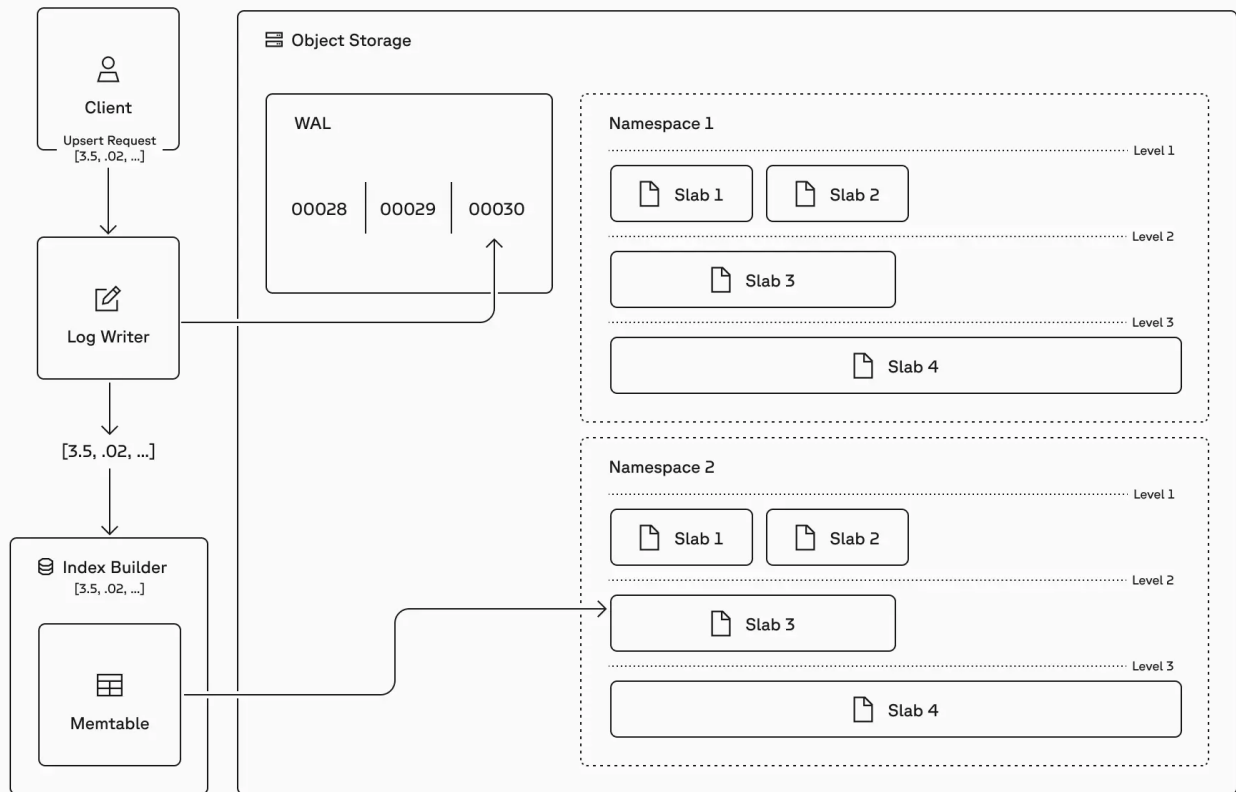 Client
Upsert Request
[3.5, .02, ...]
Log Writer
[3.5, .02, ...]
Index Builder
[3.5, .02, ...]
Memtable
Object Storage
WAL
00028 00029 00030
Namespace 1
Level 1
Slab 1 Slab 2
Level 2
Slab 3
Level 3
Slab 4
Namespace 2
Level 1
Slab 1 Slab 2
Level 2
Slab 3
Level 3
Slab 4